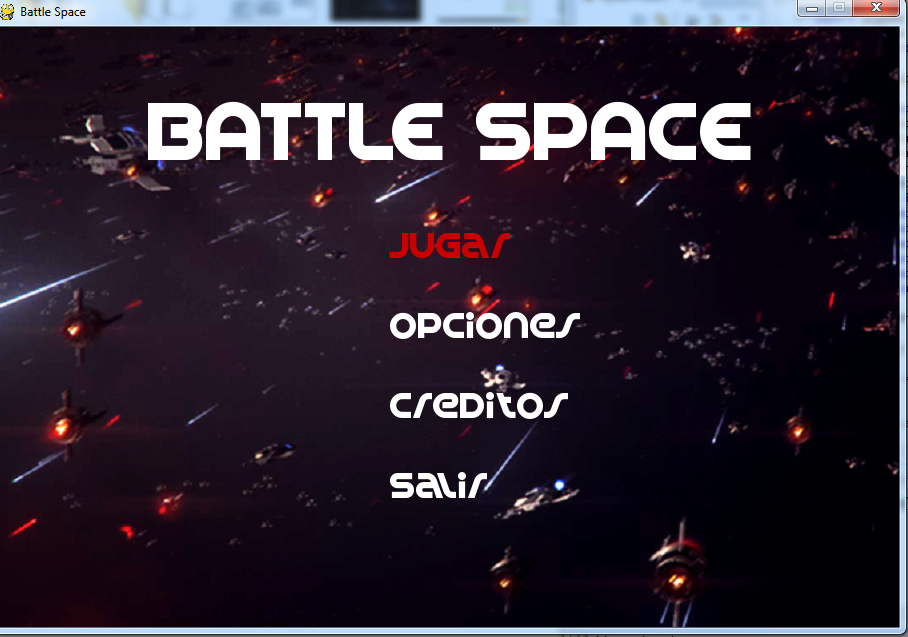 Battle Space
BATTLE SPACE
Jugar
Opciones
Creditos
Salir